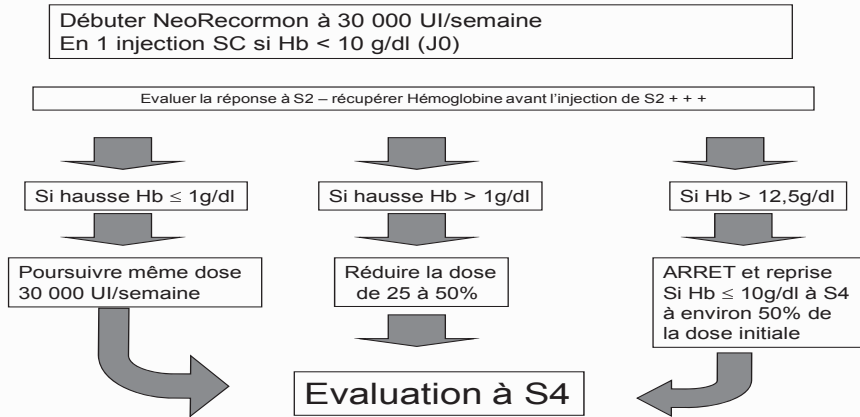 Débuter NeoRecormon à 30 000 UI/semaine
En 1 injection SC si Hb < 10 g/dl (J0)
Evaluer la réponse à S2 – récupérer Hémoglobine avant l'injection de S2 + + +
Si hausse Hb ≤ 1g/dl
Si hausse Hb > 1g/dl
Si Hb > 12,5g/dl
Poursuivre même dose
30 000 UI/semaine
Réduire la dose
de 25 à 50%
ARRET et reprise
Si Hb ≤ 10g/dl à S4
à environ 50% de
la dose initiale
Evaluation à S4